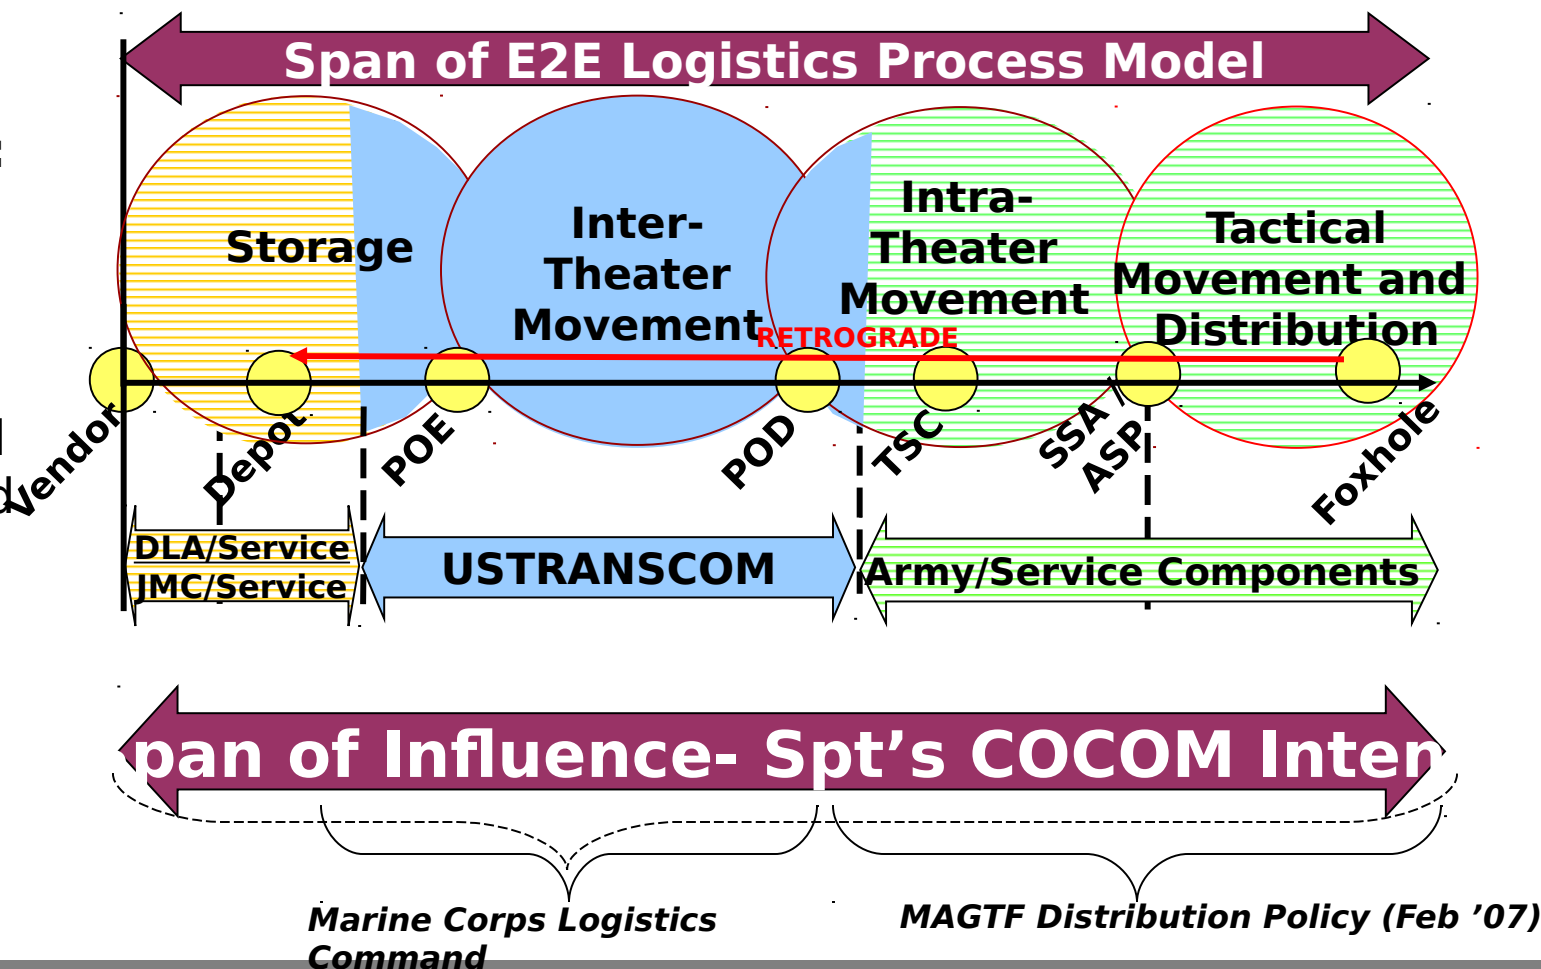 Span of E2E Logistics Process Model
Storage
Inter-
Theater
Movement
Intra-
Theater
Movement
Tactical
Movement and
Distribution
RETROGRADE
Vendor
Depot
POE
POD
TSC
SSA /
ASP
Foxhole
DLA/Service
JMC/Service
USTRANSCOM
Army/Service Components
pan of Influence- Spt’s COCOM Inten
Marine Corps Logistics
Command
MAGTF Distribution Policy (Feb ’07)